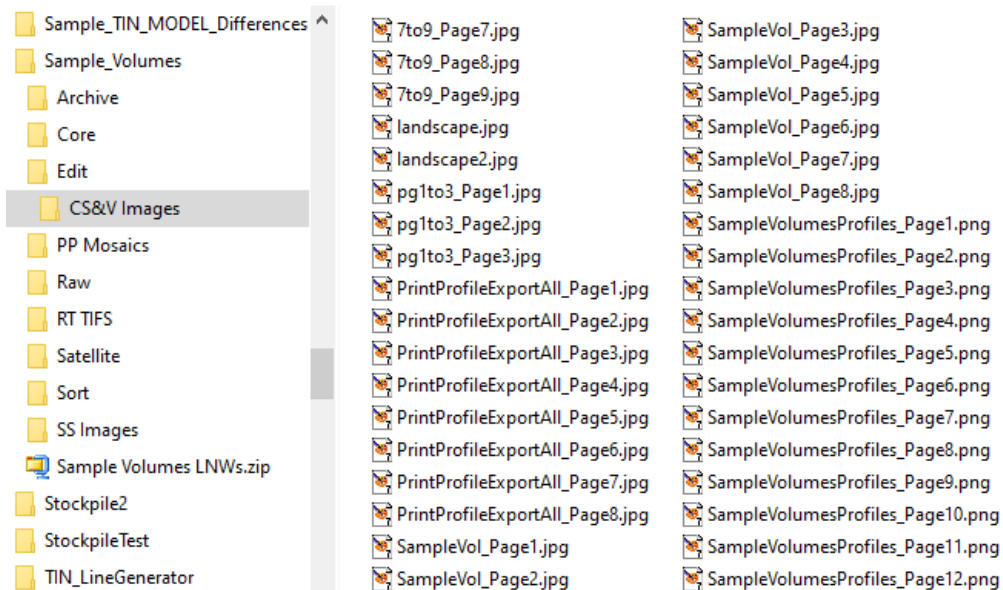 Sample_TIN_MODEL_Differences
Sample_Volumes
Archive
Core
Edit
CS&V Images
PP Mosaics
Raw
RT TIFS
Satellite
Sort
SS Images
Sample Volumes LNWs.zip
Stockpile2
StockpileTest
TIN_LineGenerator
7to9_Page7.jpg
7to9_Page8.jpg
7to9_Page9.jpg
landscape.jpg
landscape2.jpg
pg1to3_Page1.jpg
pg1to3_Page2.jpg
pg1to3_Page3.jpg
PrintProfileExportAll_Page1.jpg
PrintProfileExportAll_Page2.jpg
PrintProfileExportAll_Page3.jpg
PrintProfileExportAll_Page4.jpg
PrintProfileExportAll_Page5.jpg
PrintProfileExportAll_Page6.jpg
PrintProfileExportAll_Page7.jpg
PrintProfileExportAll_Page8.jpg
SampleVol_Page1.jpg
SampleVol_Page2.jpg
SampleVol_Page3.jpg
SampleVol_Page4.jpg
SampleVol_Page5.jpg
SampleVol_Page6.jpg
SampleVol_Page7.jpg
SampleVol_Page8.jpg
SampleVolumesProfiles_Page1.png
SampleVolumesProfiles_Page2.png
SampleVolumesProfiles_Page3.png
SampleVolumesProfiles_Page4.png
SampleVolumesProfiles_Page5.png
SampleVolumesProfiles_Page6.png
SampleVolumesProfiles_Page7.png
SampleVolumesProfiles_Page8.png
SampleVolumesProfiles_Page9.png
SampleVolumesProfiles_Page10.png
SampleVolumesProfiles_Page11.png
SampleVolumesProfiles_Page12.png